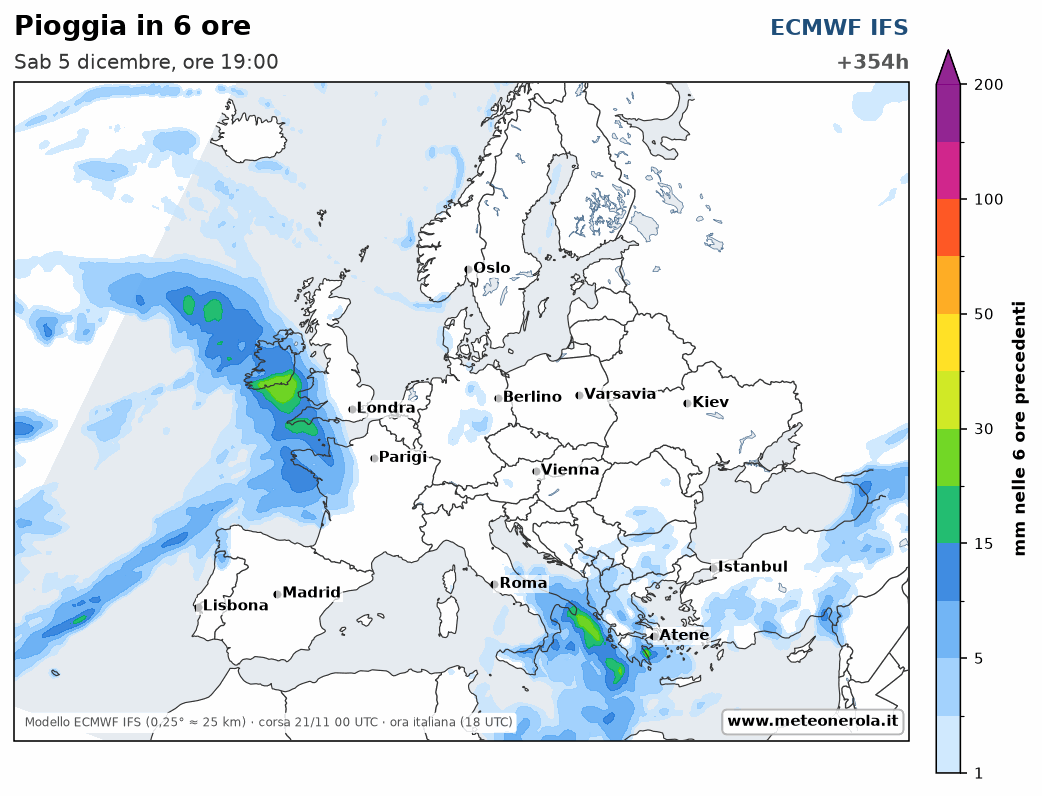 Pioggia in 6 ore
ECMWF IFS
Sab 5 dicembre, ore 19:00
+354h
200
100
50
30
15
5
1
mm nelle 6 ore precedenti
Oslo
Londra
Berlino
Varsavia
Kiev
Parigi
Vienna
Istanbul
Roma
Madrid
Lisbona
Atene
Modello ECMWF IFS (0,25° ≈ 25 km) · corsa 21/11 00 UTC · ora italiana (18 UTC)
www.meteonerola.it